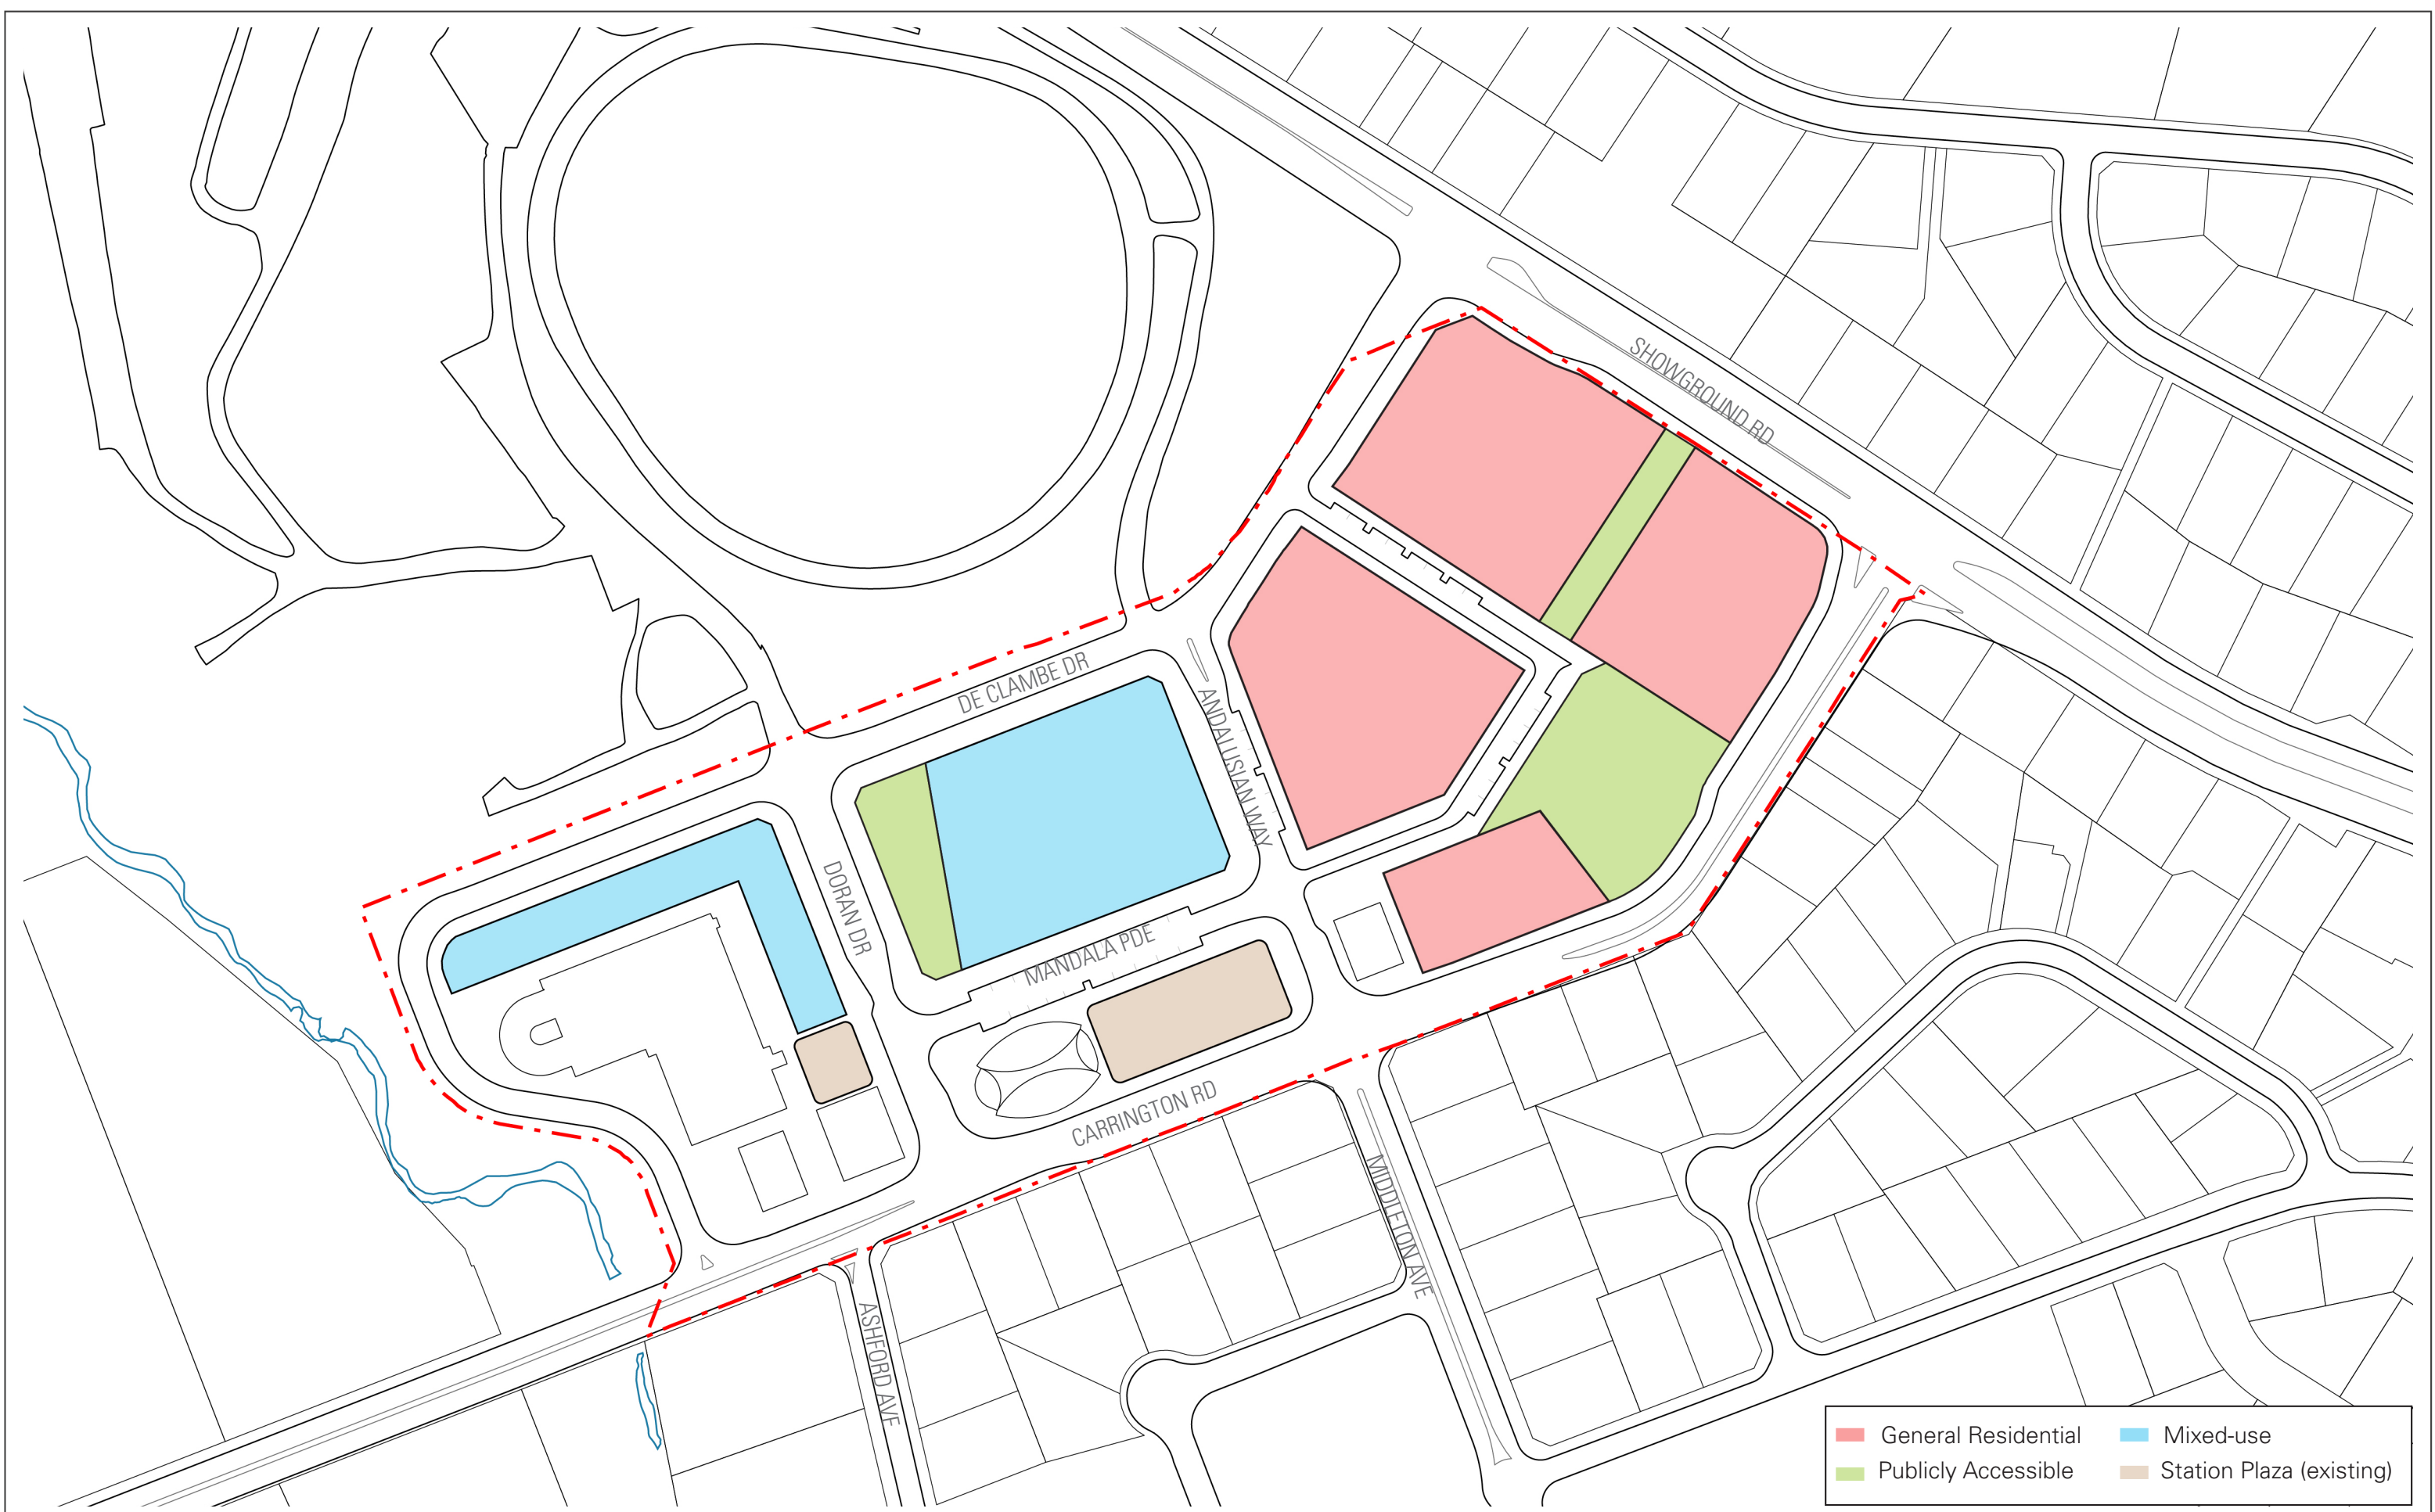 SHOWGROUND RD
DE CLAMBE DR
ANDALUSIAN WAY
DORAN DR
MANDALA PDE
CARRINGTON RD
MIDDLETON AVE
ASHFORD AVE
General Residential
Mixed-use
Publicly Accessible
Station Plaza (existing)